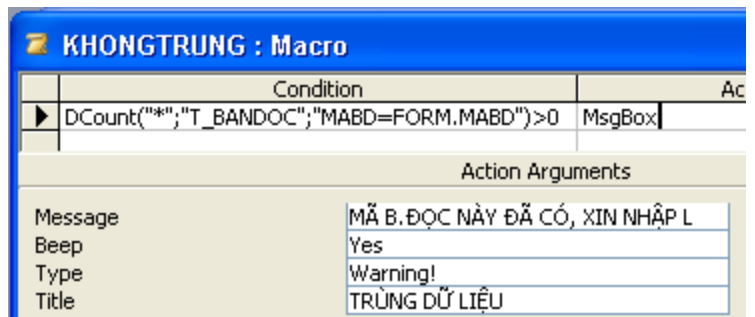 KHONGTRUNG : Macro
Condition Ac
DCount("*";"T_BANDOC";"MABD=FORM.MABD")>0 MsgBox
Action Arguments
Message MÃ B.ĐỌC NÀY ĐÃ CÓ, XIN NHẬP L
Beep Yes
Type Warning!
Title TRÙNG DỮ LIỆU